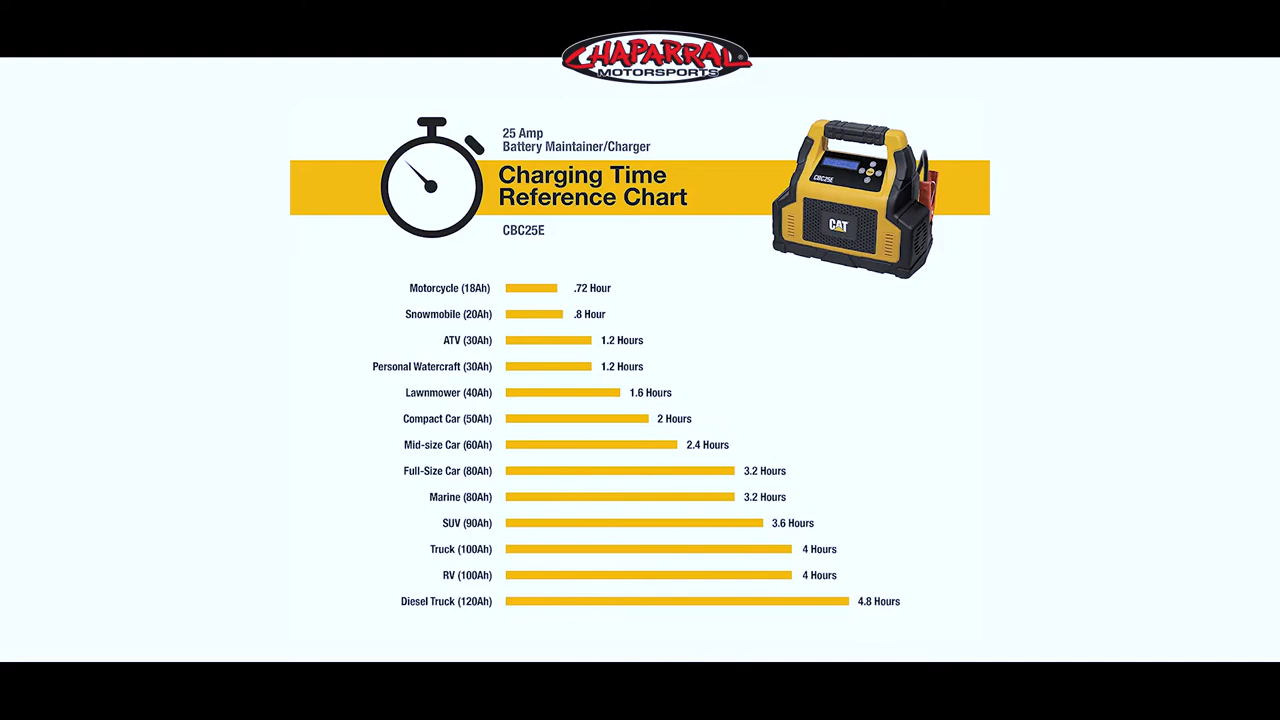 CHAPARRAL®
MOTORSPORTS
25 Amp
Battery Maintainer/Charger
Charging Time
Reference Chart
CBC25E
CBC25E
CAT
Motorcycle (18Ah) .72 Hour
Snowmobile (20Ah) .8 Hour
ATV (30Ah) 1.2 Hours
Personal Watercraft (30Ah) 1.2 Hours
Lawnmower (40Ah) 1.6 Hours
Compact Car (50Ah) 2 Hours
Mid-size Car (60Ah) 2.4 Hours
Full-Size Car (80Ah) 3.2 Hours
Marine (80Ah) 3.2 Hours
SUV (90Ah) 3.6 Hours
Truck (100Ah) 4 Hours
RV (100Ah) 4 Hours
Diesel Truck (120Ah) 4.8 Hours